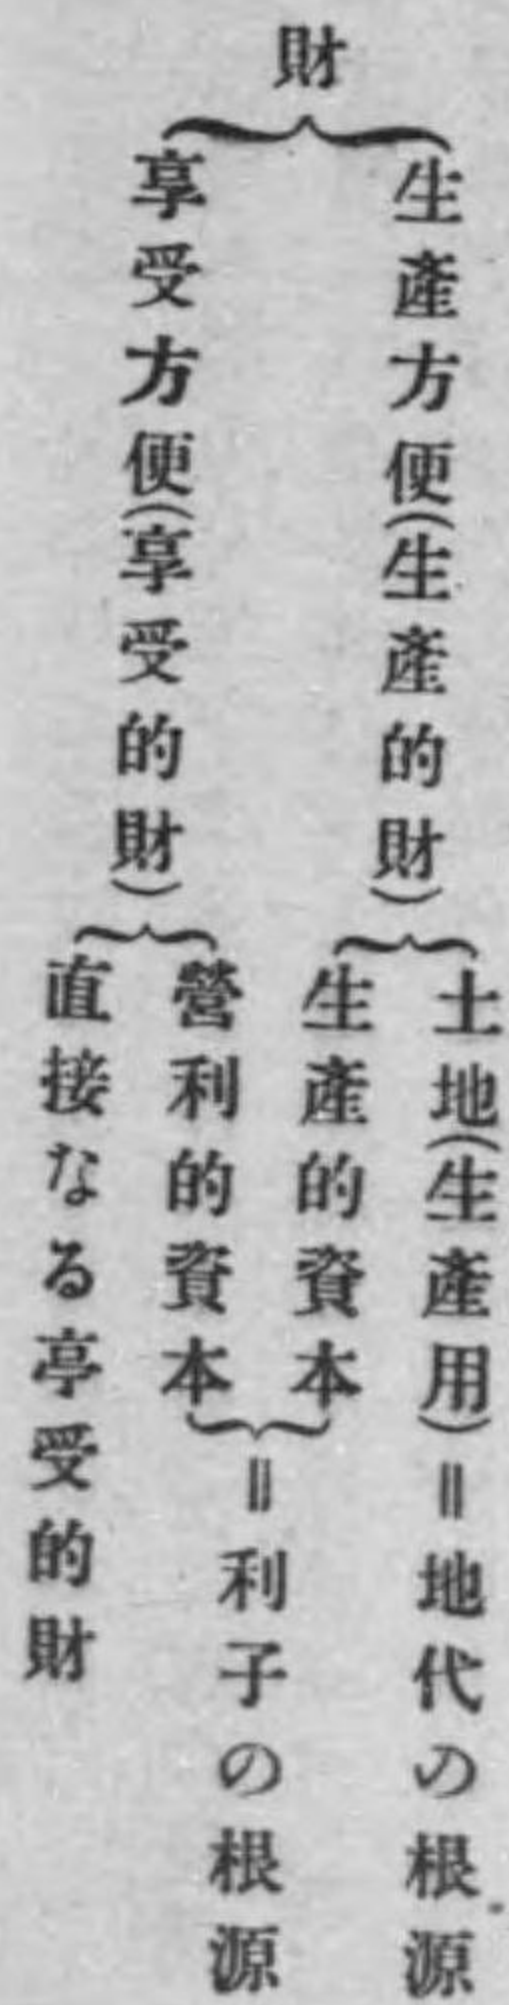 財
生產方便(生產的財)
享受方便(享受的財)
土地(生產用)=地代の根源
生產的資本
營利的資本
=利子の根源
直接なる亭受的財